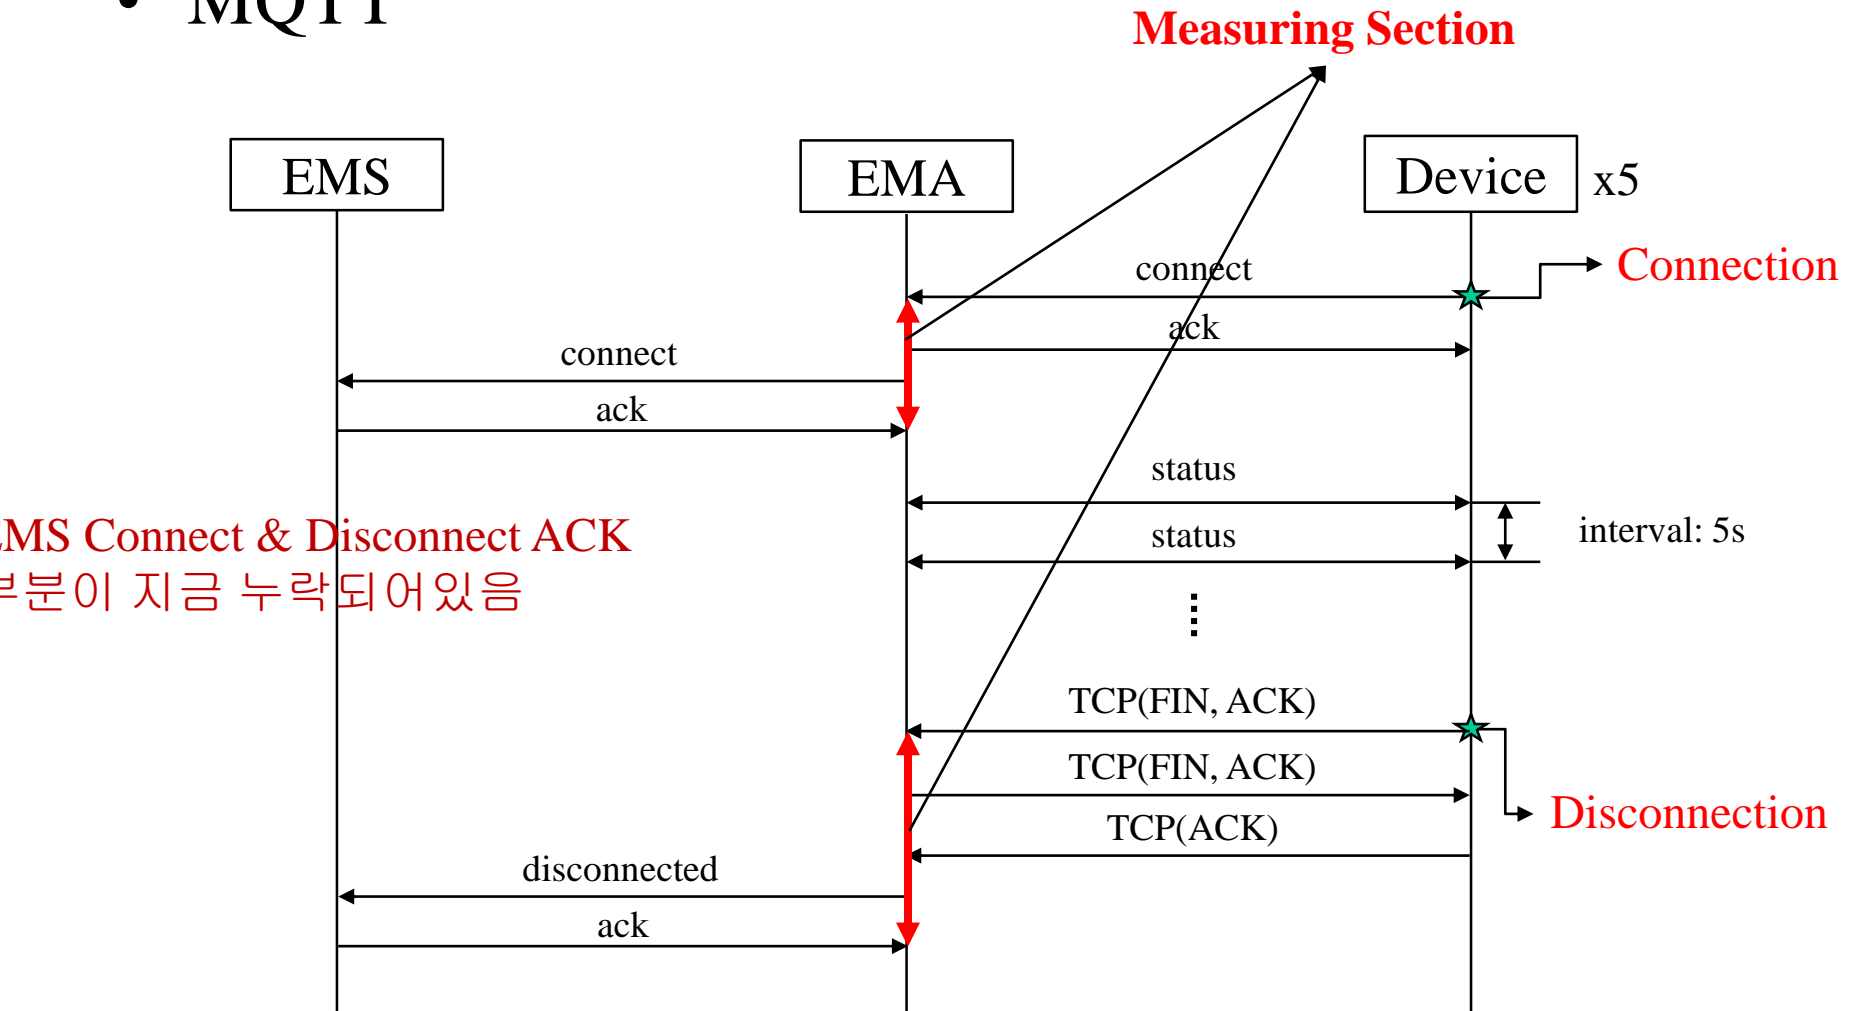 • MQTT
Measuring Section
EMS
EMA
Device
x5
connect
Connection
ack
connect
ack
status
EMS Connect & Disconnect ACK
부분이 지금 누락되어있음
status
interval: 5s
TCP(FIN, ACK)
TCP(FIN, ACK)
Disconnection
TCP(ACK)
disconnected
ack